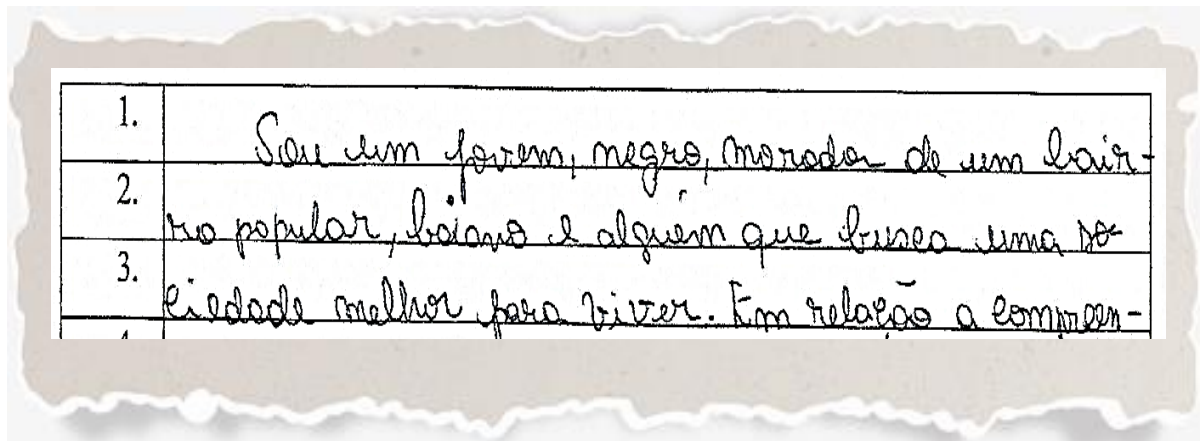 1. Sou um jovem, negro, morador de um bair-
2. ro popular, baiano e alguém que busca uma so-
3. ciedade melhor para viver. Em relação a compreen-